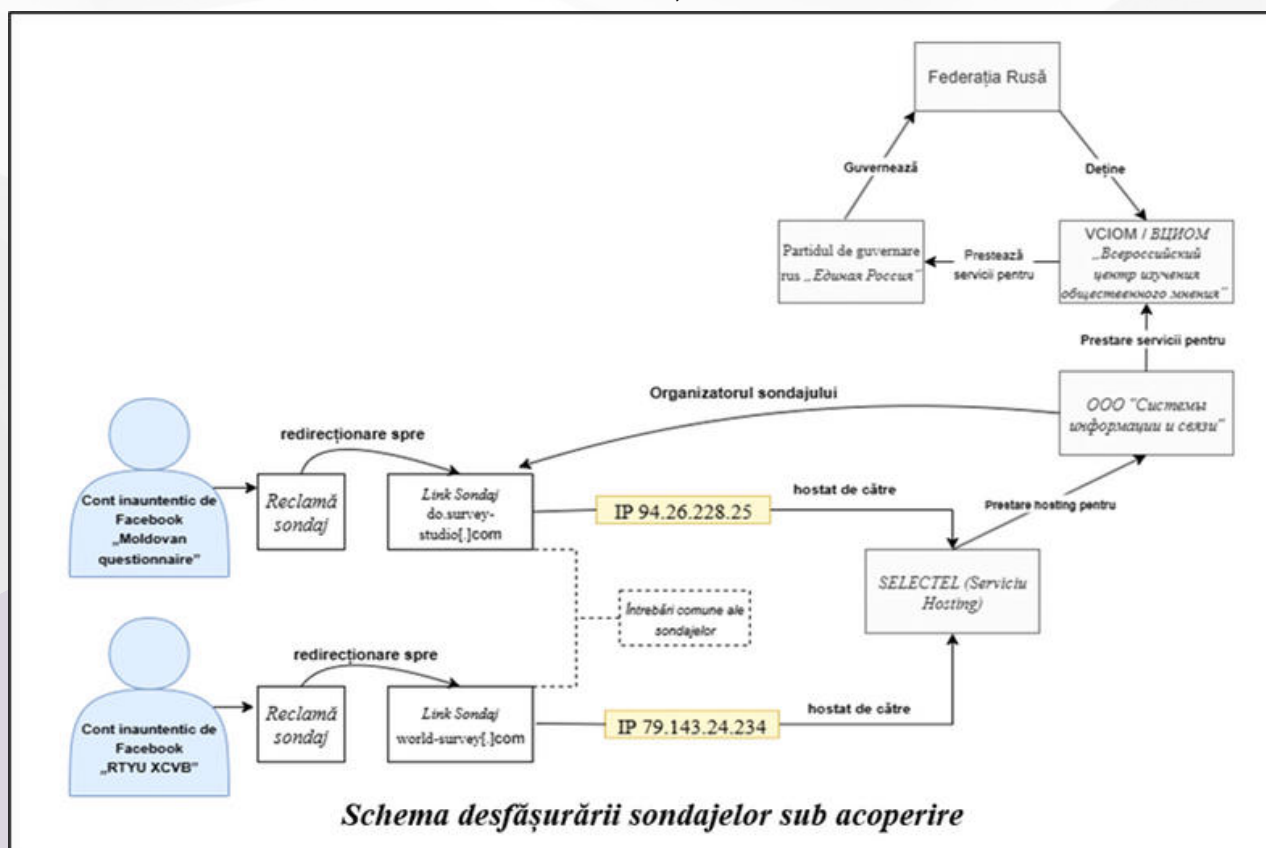 Federația Rusă
Guvernează
Deține
Partidul de guvernare
rus „Единая Россия”
Prestează
servicii pentru
VCIOM / ВЦИОМ
„Всероссийский
центр изучения
общественного мнения”
Prestare servicii pentru
Organizatorul sondajului
ООО "Системы
информации и связи"
redirecționare spre
Cont inauntentic de
Facebook
„Moldovan
questionnaire”
Reclamă
sondaj
Link Sondaj
do.survey-
studio[.]com
IP 94.26.228.25
hostat de către
Prestare hosting pentru
SELECTEL (Serviciu
Hosting)
Întrebări comune ale
sondajelor
redirecționare spre
Cont inauntentic de
Facebook
„RTYU XCVB”
Reclamă
sondaj
Link Sondaj
world-survey[.]com
IP 79.143.24.234
hostat de către
Schema desfășurării sondajelor sub acoperire